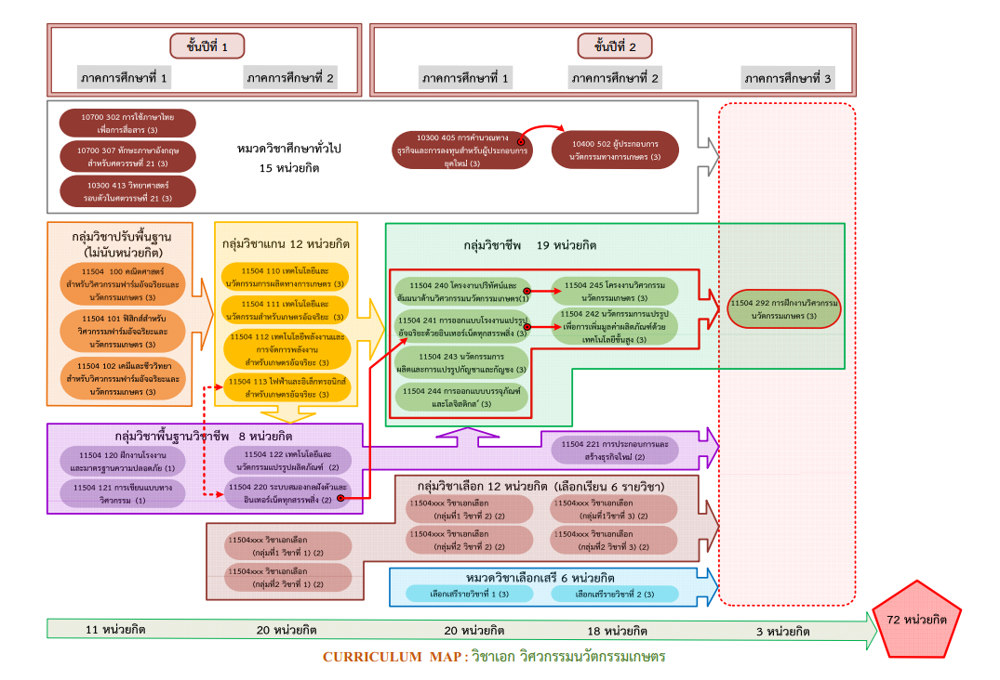 ชั้นปีที่ 1
ชั้นปีที่ 2
ภาคการศึกษาที่ 1
ภาคการศึกษาที่ 2
ภาคการศึกษาที่ 1
ภาคการศึกษาที่ 2
ภาคการศึกษาที่ 3
10700 302 การใช้ภาษาไทย
เพื่อการสื่อสาร (3)
10700 307 ทักษะภาษาอังกฤษ
สำหรับศตวรรษที่ 21 (3)
10300 413 วิทยาศาสตร์
รอบตัวในศตวรรษที่ 21 (3)
หมวดวิชาศึกษาทั่วไป
15 หน่วยกิต
10300 405 การคำนวณทาง
ธุรกิจและการลงทุนสำหรับผู้ประกอบการ
ยุคใหม่ (3)
10400 502 ผู้ประกอบการ
นวัตกรรมทางการเกษตร (3)
กลุ่มวิชาปรับพื้นฐาน
(ไม่นับหน่วยกิต)
11504 100 คณิตศาสตร์
สำหรับวิศวกรรมฟาร์มอัจฉริยะและ
นวัตกรรมเกษตร (3)
11504 101 ฟิสิกส์สำหรับ
วิศวกรรมฟาร์มอัจฉริยะและ
นวัตกรรมเกษตร (3)
11504 102 เคมีและชีววิทยา
สำหรับวิศวกรรมฟาร์มอัจฉริยะและ
นวัตกรรมเกษตร (3)
กลุ่มวิชาแกน 12 หน่วยกิต
11504 110 เทคโนโลยีและ
นวัตกรรมการผลิตทางการเกษตร (3)
11504 111 เทคโนโลยีและ
นวัตกรรมสำหรับเกษตรอัจฉริยะ (3)
11504 112 เทคโนโลยีพลังงานและ
การจัดการพลังงาน
สำหรับเกษตรอัจฉริยะ (3)
11504 113 ไฟฟ้าและอิเล็กทรอนิกส์
สำหรับเกษตรอัจฉริยะ (3)
กลุ่มวิชาชีพ 19 หน่วยกิต
11504 240 โครงงานปริทัศน์และ
สัมมนาด้านวิศวกรรมนวัตกรรมเกษตร(1)
11504 241 การออกแบบโรงงานแปรรูป
อัจฉริยะด้วยอินเทอร์เน็ตทุกสรรพสิ่ง (3)
11504 243 นวัตกรรมการ
ผลิตและการแปรรูปกัญชาและกัญชง (3)
11504 244 การออกแบบบรรจุภัณฑ์
และโลจิสติกส์ (3)
11504 245 โครงงานวิศวกรรม
นวัตกรรมเกษตร (3)
11504 242 นวัตกรรมการแปรรูป
เพื่อการเพิ่มมูลค่าผลิตภัณฑ์ด้วย
เทคโนโลยีขั้นสูง (3)
11504 292 การฝึกงานวิศวกรรม
นวัตกรรมเกษตร (3)
กลุ่มวิชาพื้นฐานวิชาชีพ 8 หน่วยกิต
11504 120 ฝึกงานโรงงาน
และมาตรฐานความปลอดภัย (1)
11504 121 การเขียนแบบทาง
วิศวกรรม (1)
11504 122 เทคโนโลยีและ
นวัตกรรมแปรรูปผลิตภัณฑ์ (2)
11504 220 ระบบสมองกลฝังตัวและ
อินเทอร์เน็ตทุกสรรพสิ่ง (2)
11504 221 การประกอบการและ
สร้างธุรกิจใหม่ (2)
กลุ่มวิชาเลือก 12 หน่วยกิต (เลือกเรียน 6 รายวิชา)
11504xxx วิชาเอกเลือก
(กลุ่มที่1 วิชาที่ 2) (2)
11504xxx วิชาเอกเลือก
(กลุ่มที่1วิชาที่ 3) (2)
11504xxx วิชาเอกเลือก
(กลุ่มที่2 วิชาที่ 2) (2)
11504xxx วิชาเอกเลือก
(กลุ่มที่2 วิชาที่ 3) (2)
11504xxx วิชาเอกเลือก
(กลุ่มที่1 วิชาที่ 1) (2)
11504xxx วิชาเอกเลือก
(กลุ่มที่2 วิชาที่ 1) (2)
หมวดวิชาเลือกเสรี 6 หน่วยกิต
เลือกเสรีรายวิชาที่ 1 (3)
เลือกเสรีรายวิชาที่ 2 (3)
11 หน่วยกิต
20 หน่วยกิต
20 หน่วยกิต
18 หน่วยกิต
3 หน่วยกิต
72 หน่วยกิต
CURRICULUM MAP : วิชาเอก วิศวกรรมนวัตกรรมเกษตร